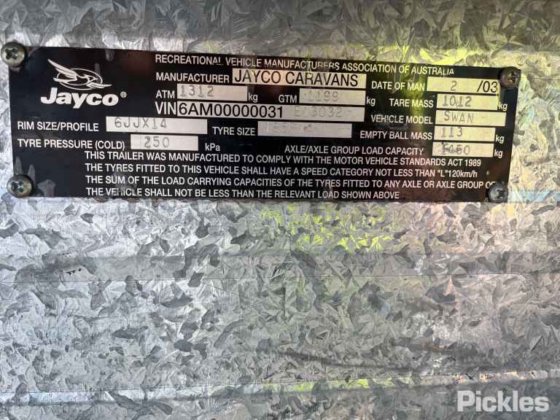 RECREATIONAL VEHICLE MANUFACTURERS ASSOCIATION OF AUSTRALIA
Jayco
MANUFACTURER JAYCO CARAVANS DATE OF MAN 2 /03
ATM 1312 kg GTM kg TARE MASS 1012 kg
VIN 6AM00000031 VEHICLE MODEL SWAN
RIM SIZE/PROFILE 6JJX14 TYRE SIZE EMPTY BALL MASS 113 kg
TYRE PRESSURE (COLD) 250 kPa AXLE/AXLE GROUP LOAD CAPACITY kg
THIS TRAILER WAS MANUFACTURED TO COMPLY WITH THE MOTOR VEHICLE STANDARDS ACT 1989
THE TYRES FITTED TO THIS VEHICLE SHALL HAVE A SPEED CATEGORY NOT LESS THAN "L"120km/h
THE SUM OF THE LOAD CARRYING CAPACITIES OF THE TYRES FITTED TO ANY AXLE OR AXLE GROUP OF
THE VEHICLE SHALL NOT BE LESS THAN THE RELEVANT LOAD SHOWN ABOVE
Pickles